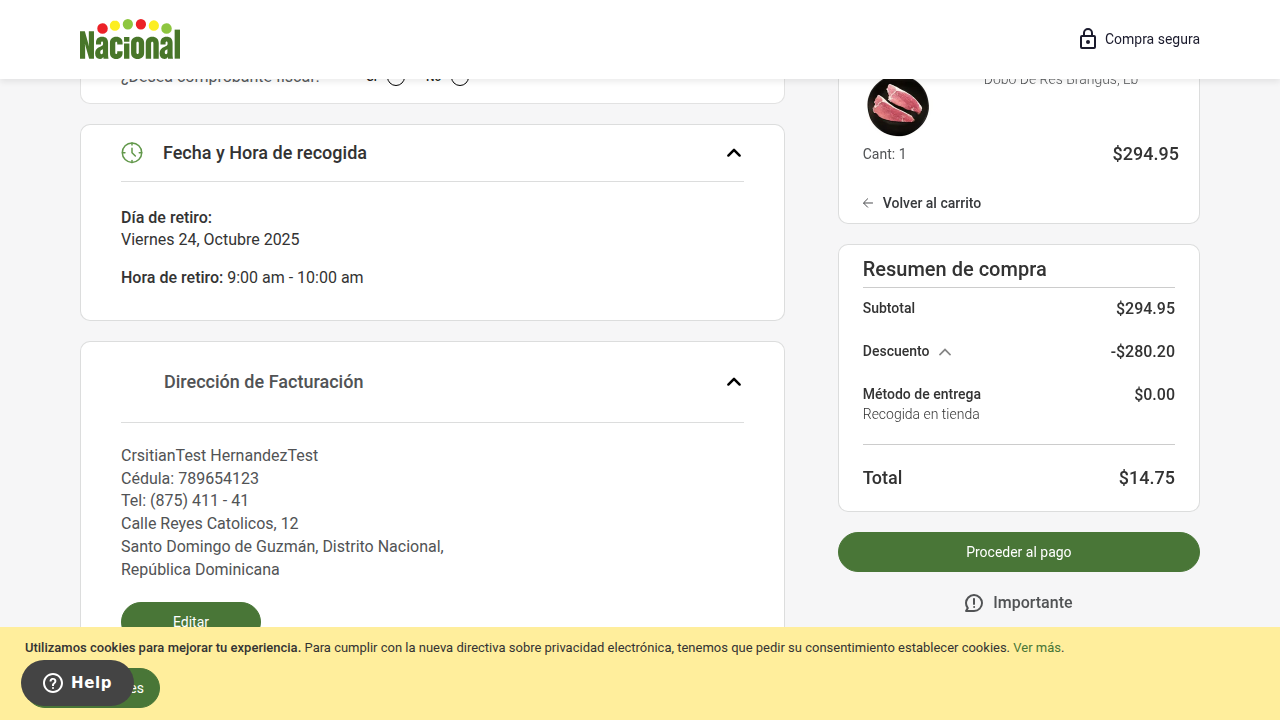 Nacional
Compra segura
¿Desea comprobante fiscal?
Dobo De Res Brangus, Lb
Fecha y Hora de recogida
Cant: 1
$294.95
Volver al carrito
Día de retiro:
Viernes 24, Octubre 2025
Hora de retiro: 9:00 am - 10:00 am
Resumen de compra
Subtotal
$294.95
Descuento
-$280.20
Método de entrega
$0.00
Recogida en tienda
Total
$14.75
Proceder al pago
Importante
Dirección de Facturación
CrsitianTest HernandezTest
Cédula: 789654123
Tel: (875) 411 - 41
Calle Reyes Catolicos, 12
Santo Domingo de Guzmán, Distrito Nacional,
República Dominicana
Editar
Utilizamos cookies para mejorar tu experiencia. Para cumplir con la nueva directiva sobre privacidad electrónica, tenemos que pedir su consentimiento establecer cookies. Ver más.
Help